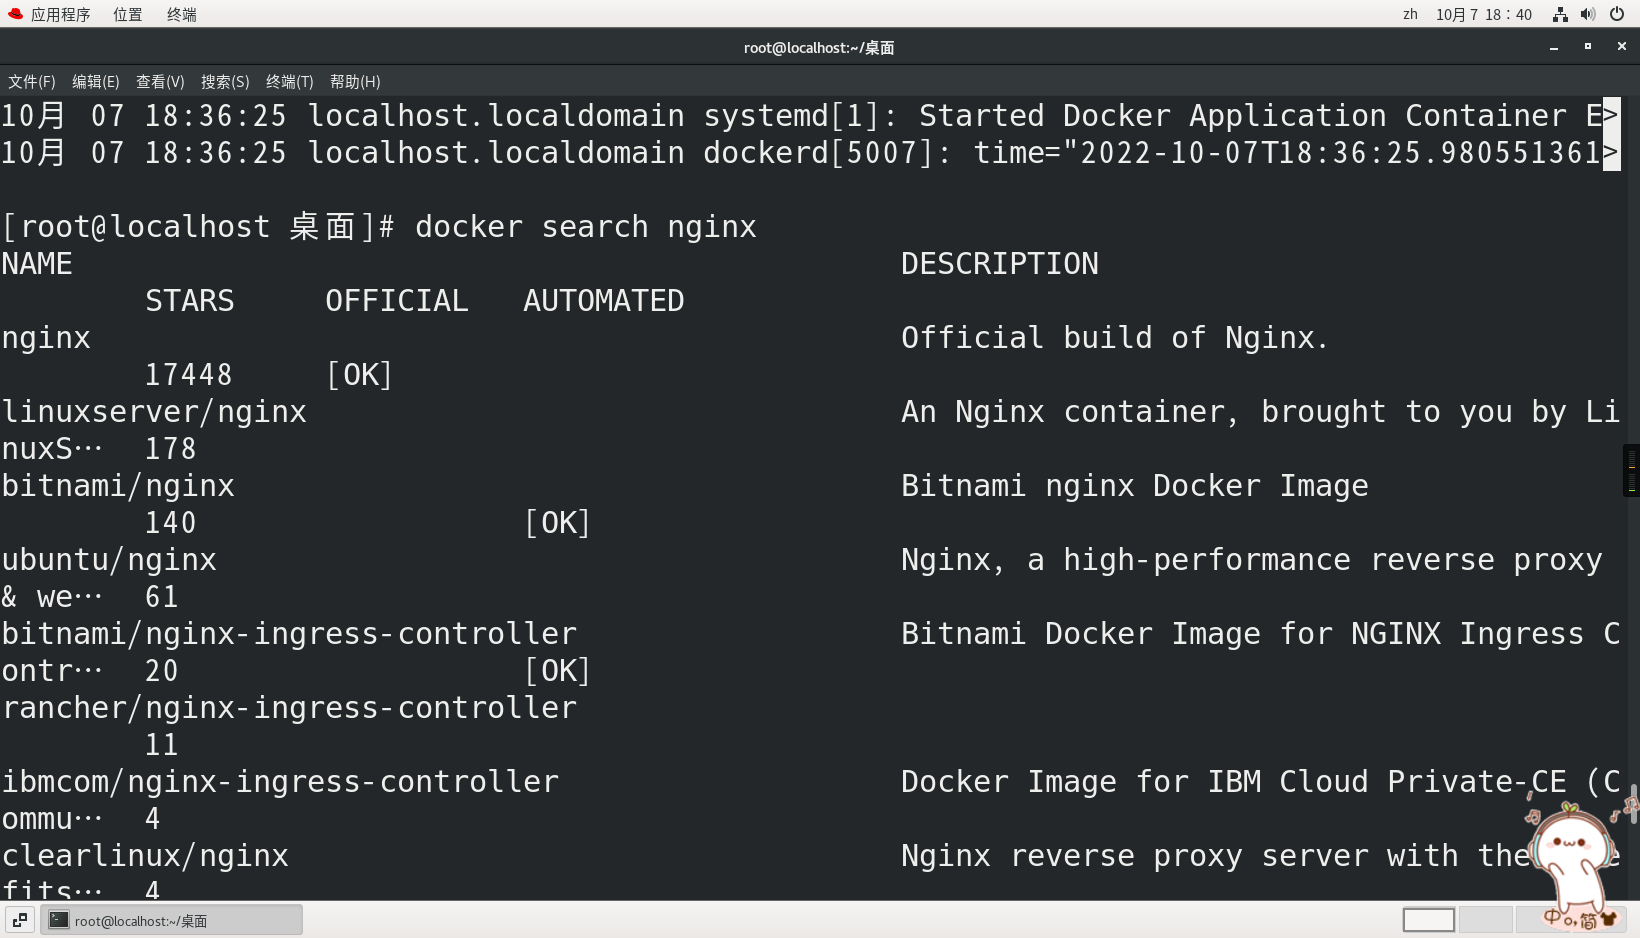 应用程序 位置 终端 zh 10月 7 18：40
root@localhost:~/桌面
文件(F) 编辑(E) 查看(V) 搜索(S) 终端(T) 帮助(H)
10月 07 18:36:25 localhost.localdomain systemd[1]: Started Docker Application Container E>
10月 07 18:36:25 localhost.localdomain dockerd[5007]: time="2022-10-07T18:36:25.980551361>
[root@localhost 桌面]# docker search nginx
NAME DESCRIPTION
STARS OFFICIAL AUTOMATED
nginx Official build of Nginx.
17448 [OK]
linuxserver/nginx An Nginx container, brought to you by Li
nuxS… 178
bitnami/nginx Bitnami nginx Docker Image
140 [OK]
ubuntu/nginx Nginx, a high-performance reverse proxy
& we… 61
bitnami/nginx-ingress-controller Bitnami Docker Image for NGINX Ingress C
ontr… 20 [OK]
rancher/nginx-ingress-controller
11
ibmcom/nginx-ingress-controller Docker Image for IBM Cloud Private-CE (C
ommu… 4
clearlinux/nginx Nginx reverse proxy server with the
fits… 4
root@localhost:~/桌面
中 简